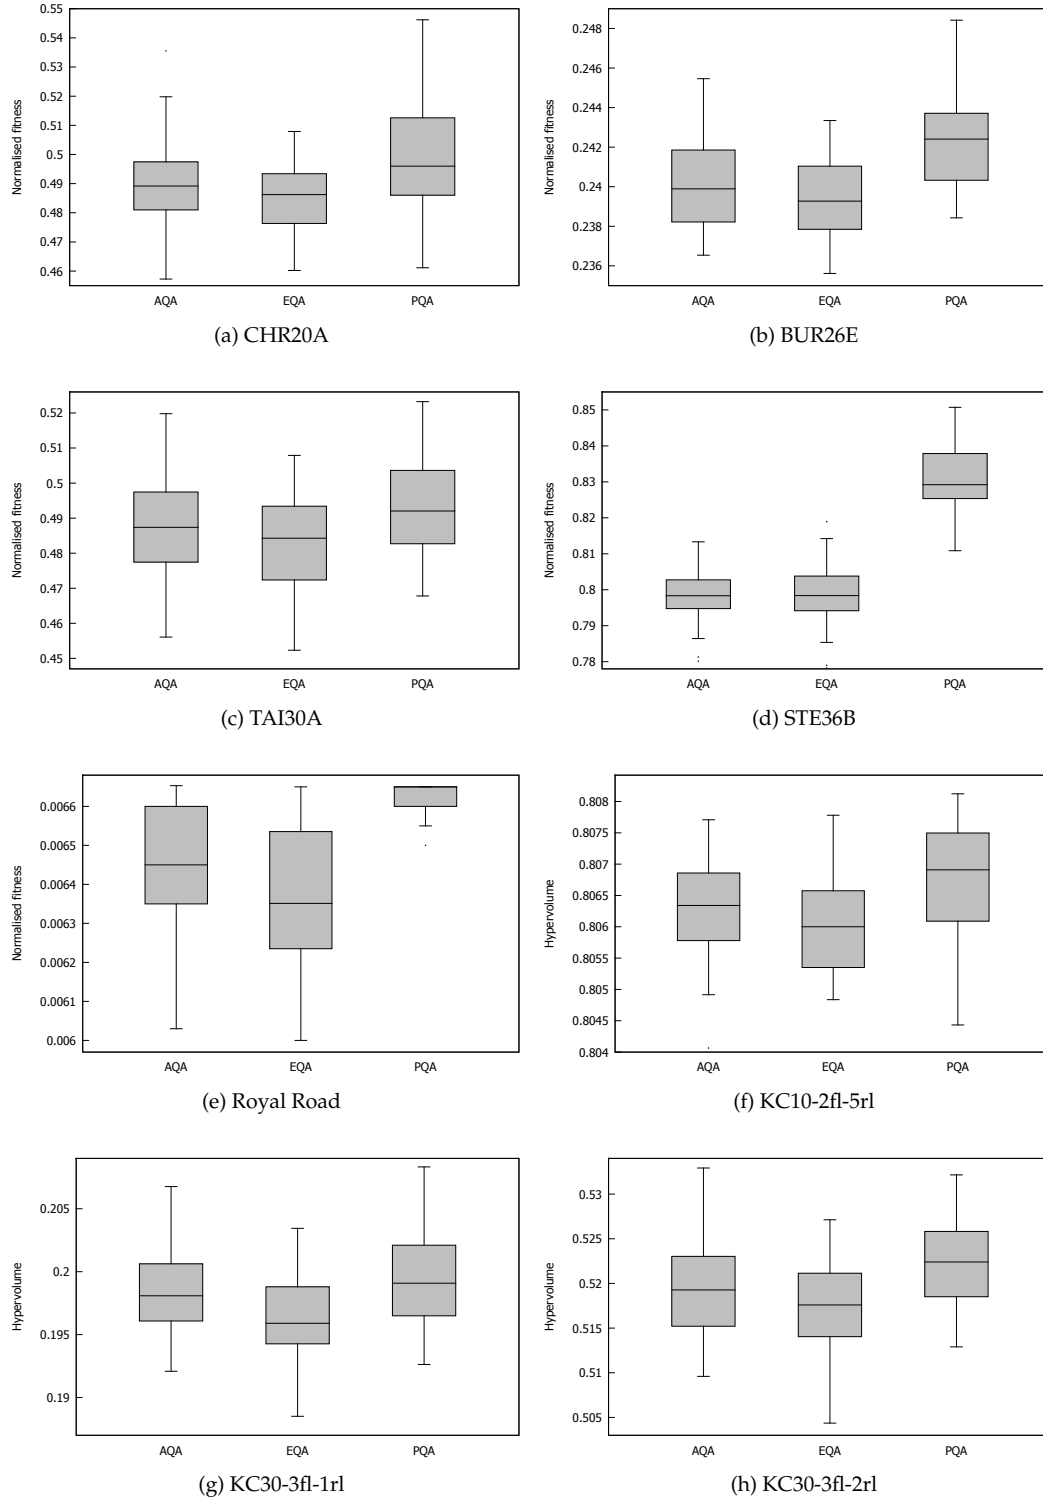 0.55
0.54
0.53
0.52
0.51
0.5
0.49
0.48
0.47
0.46
Normalised fitness
AQA EQA PQA
(a) CHR20A
0.248
0.246
0.244
0.242
0.24
0.238
0.236
Normalised fitness
AQA EQA PQA
(b) BUR26E
0.52
0.51
0.5
0.49
0.48
0.47
0.46
0.45
Normalised fitness
AQA EQA PQA
(c) TAI30A
0.85
0.84
0.83
0.82
0.81
0.8
0.79
0.78
Normalised fitness
AQA EQA PQA
(d) STE36B
0.0066
0.0065
0.0064
0.0063
0.0062
0.0061
0.006
Normalised fitness
AQA EQA PQA
(e) Royal Road
0.808
0.8075
0.807
0.8065
0.806
0.8055
0.805
0.8045
0.804
Hypervolume
AQA EQA PQA
(f) KC10-2fl-5rl
0.205
0.2
0.195
0.19
Hypervolume
AQA EQA PQA
(g) KC30-3fl-1rl
0.53
0.525
0.52
0.515
0.51
0.505
Hypervolume
AQA EQA PQA
(h) KC30-3fl-2rl